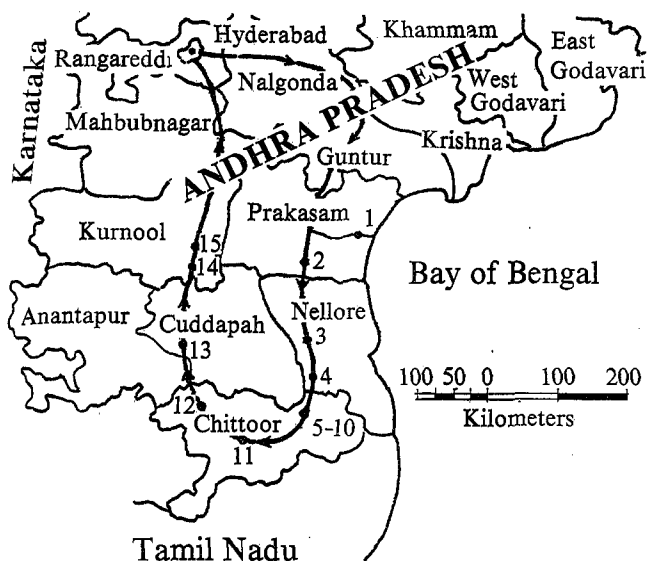 Hyderabad
Khammam
East
Godavari
Rangareddi
Nalgonda
West
Godavari
Karnataka
Mahbubnagar
ANDHRA PRADESH
Krishna
Guntur
Prakasam
1
Kurnool
15
14
2
Bay of Bengal
Anantapur
Cuddapah
Nellore
13
3
4
100 50 0 100 200
Kilometers
12
Chittoor
5-10
11
Tamil Nadu